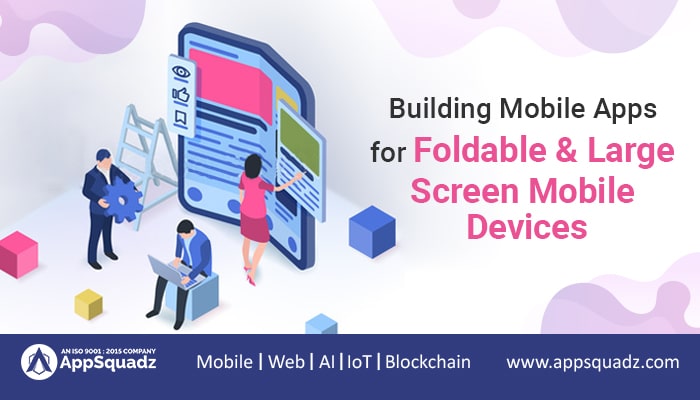 Building Mobile Apps
for Foldable & Large
Screen Mobile
Devices
AN ISO 9001 : 2015 COMPANY
AppSquadz
Mobile | Web | AI | IoT | Blockchain
www.appsquadz.com